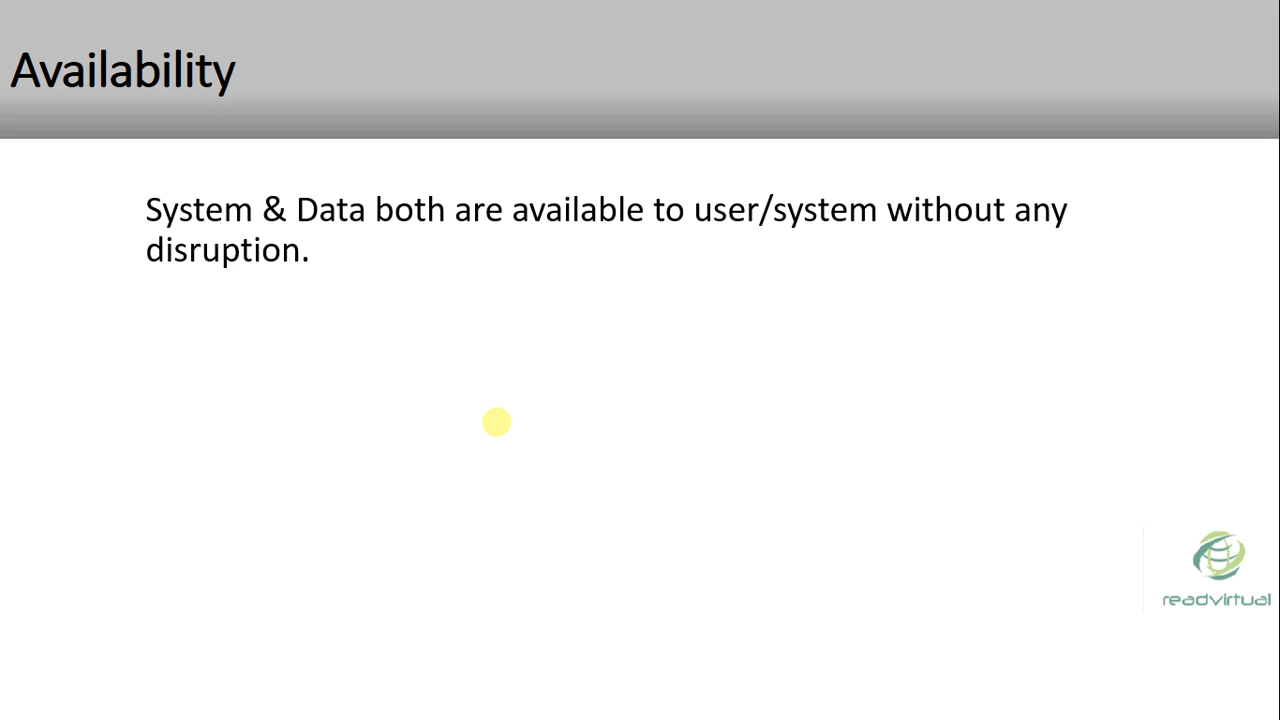 Availability
System & Data both are available to user/system without any
disruption.
readvirtual